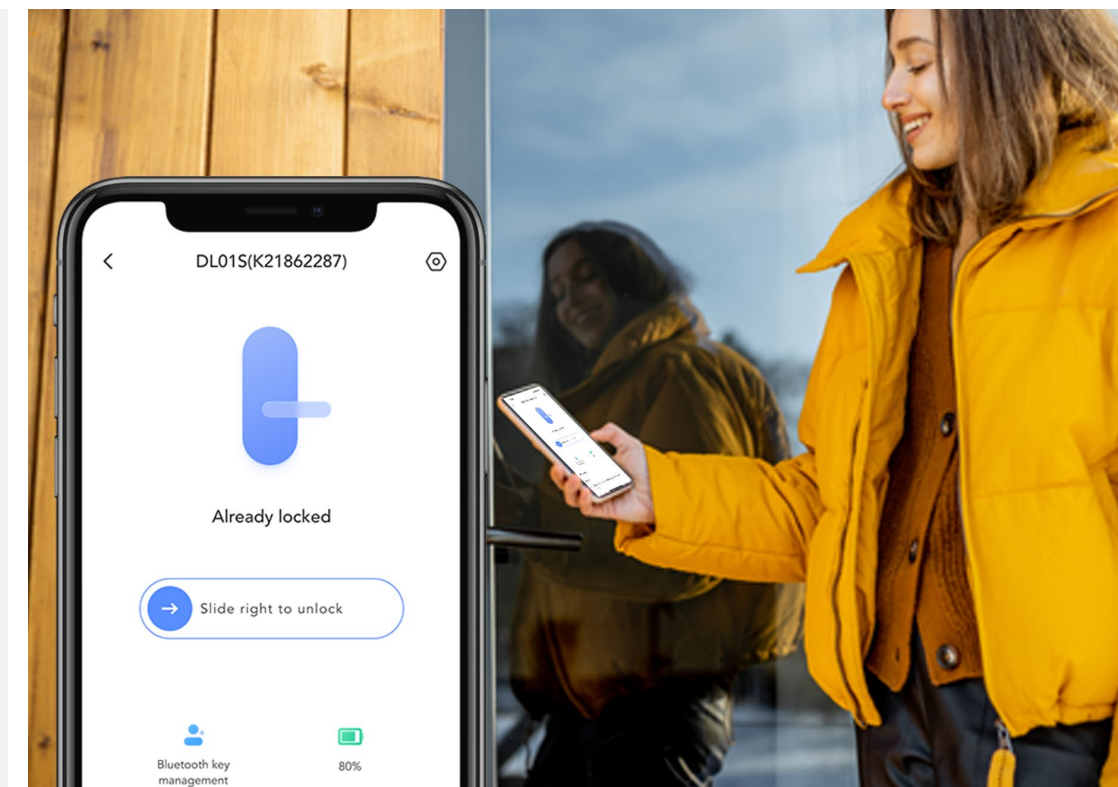 DL01S(K21862287)
Already locked
Slide right to unlock
Bluetooth key
management
80%